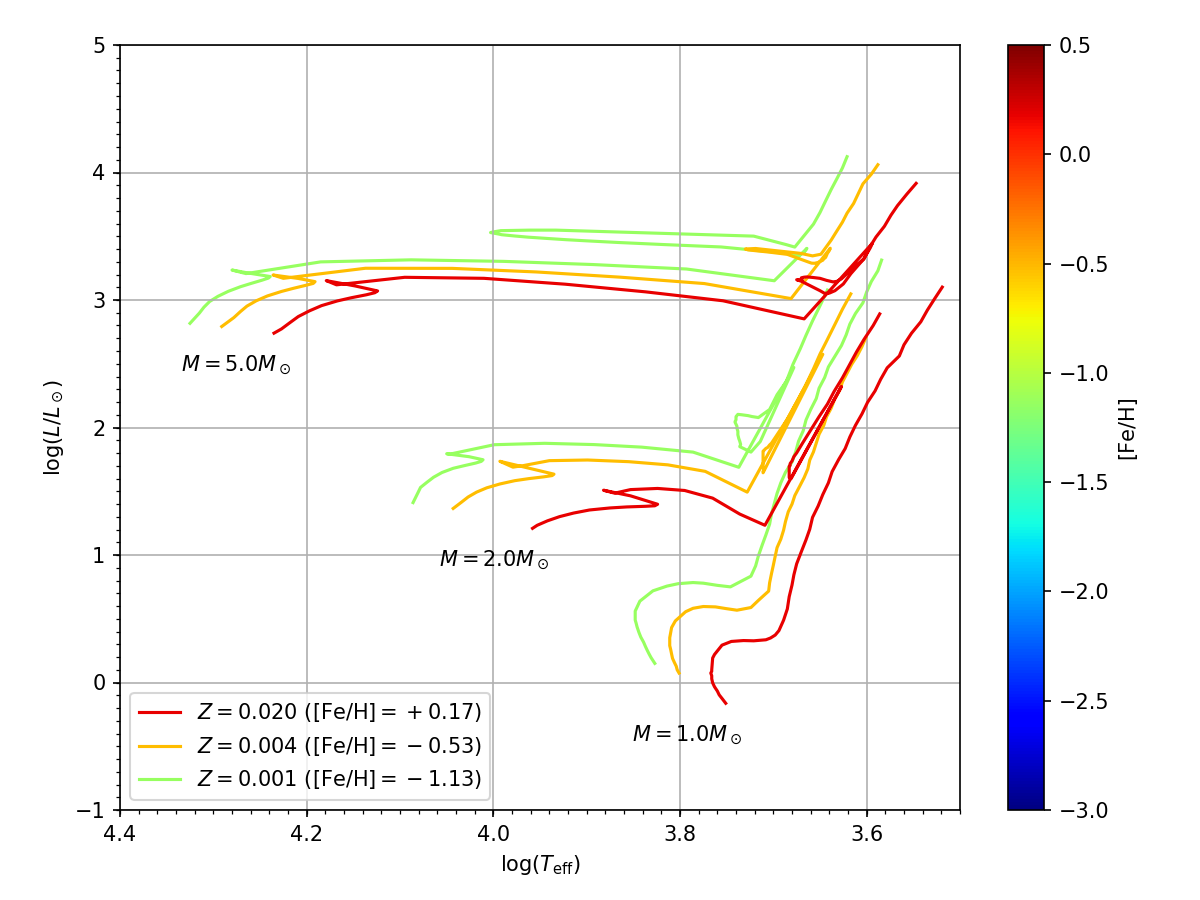 5
4
3
2
1
0
−1
log(L/L⊙)
4.4
4.2
4.0
3.8
3.6
log(Teff)
M = 5.0M⊙
M = 2.0M⊙
M = 1.0M⊙
Z = 0.020 ([Fe/H] = +0.17)
Z = 0.004 ([Fe/H] = −0.53)
Z = 0.001 ([Fe/H] = −1.13)
0.5
0.0
−0.5
−1.0
−1.5
−2.0
−2.5
−3.0
[Fe/H]